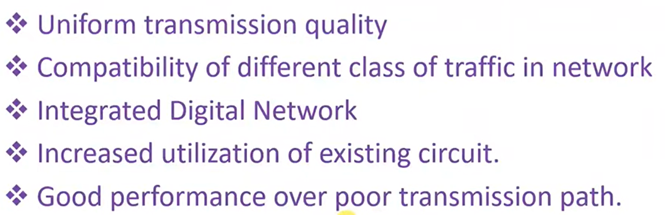 ❖ Uniform transmission quality
❖ Compatibility of different class of traffic in network
❖ Integrated Digital Network
❖ Increased utilization of existing circuit.
❖ Good performance over poor transmission path.